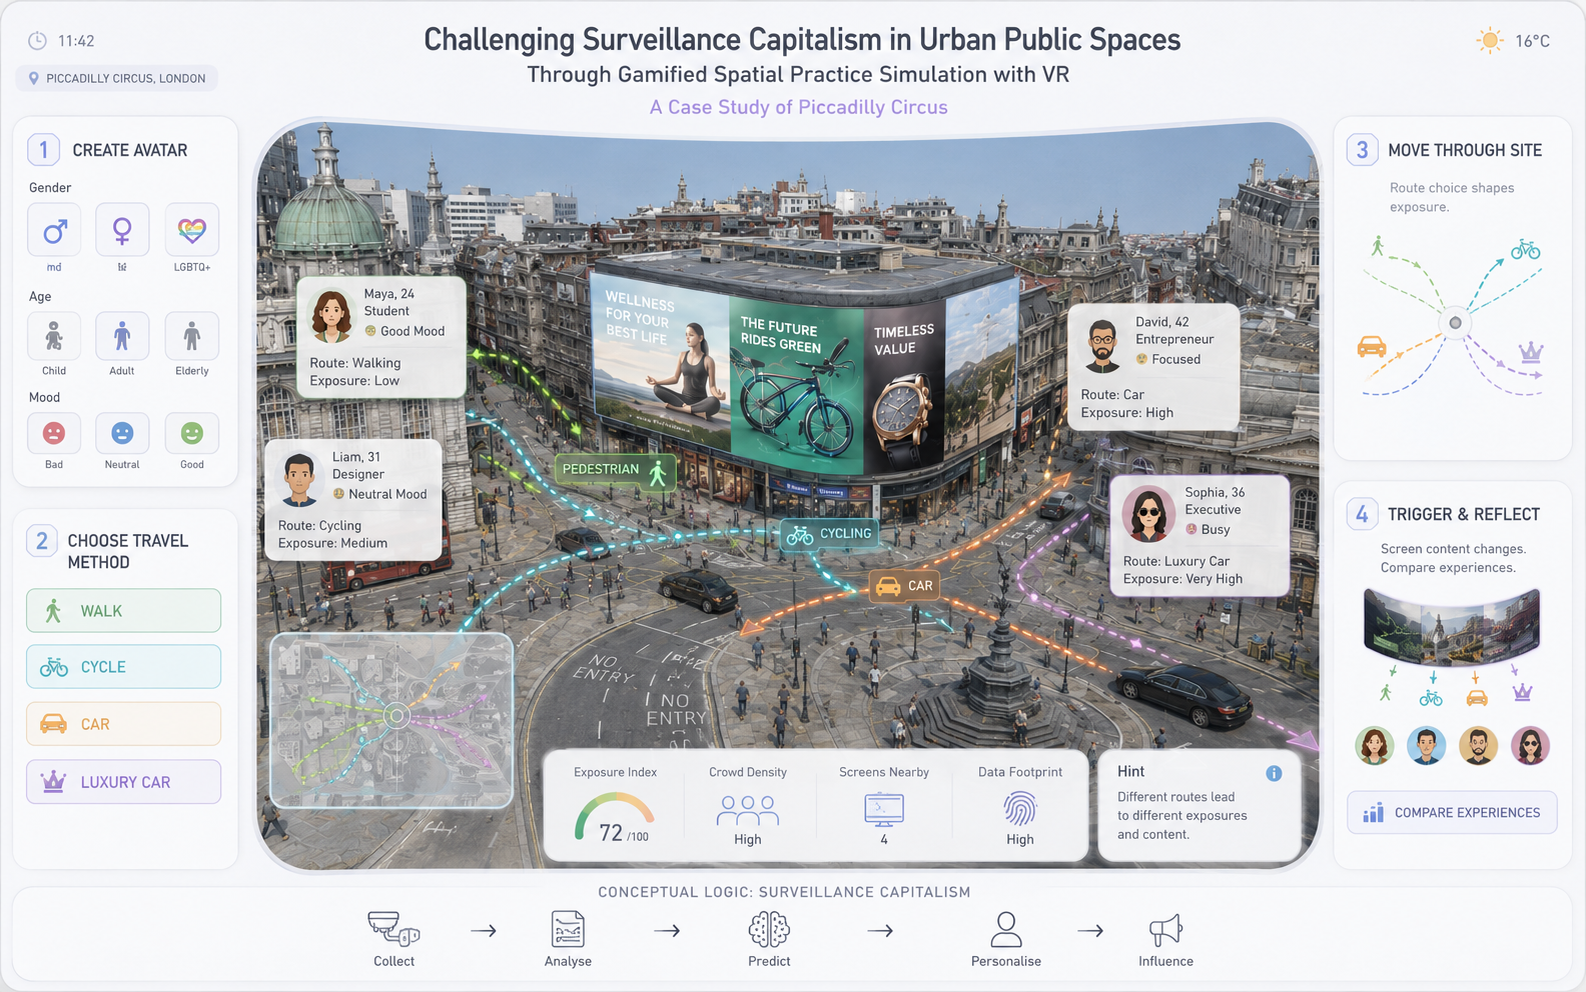 11:42
PICCADILLY CIRCUS, LONDON
Challenging Surveillance Capitalism in Urban Public Spaces
Through Gamified Spatial Practice Simulation with VR
A Case Study of Piccadilly Circus
16°C
1 CREATE AVATAR
Gender
md
LGBTQ+
Age
Child Adult Elderly
Mood
Bad Neutral Good
2 CHOOSE TRAVEL
METHOD
WALK
CYCLE
CAR
LUXURY CAR
Maya, 24
Student
Good Mood
Route: Walking
Exposure: Low
Liam, 31
Designer
Neutral Mood
Route: Cycling
Exposure: Medium
WELLNESS
FOR YOUR
BEST LIFE
THE FUTURE
RIDES GREEN
TIMELESS
VALUE
David, 42
Entrepreneur
Focused
Route: Car
Exposure: High
Sophia, 36
Executive
Busy
Route: Luxury Car
Exposure: Very High
PEDESTRIAN
CYCLING
CAR
NO
ENTRY
NO
ENTRY
Exposure Index
72 /100
Crowd Density
High
Screens Nearby
4
Data Footprint
High
Hint
Different routes lead
to different exposures
and content.
3 MOVE THROUGH SITE
Route choice shapes
exposure.
4 TRIGGER & REFLECT
Screen content changes.
Compare experiences.
COMPARE EXPERIENCES
CONCEPTUAL LOGIC: SURVEILLANCE CAPITALISM
Collect → Analyse → Predict → Personalise → Influence